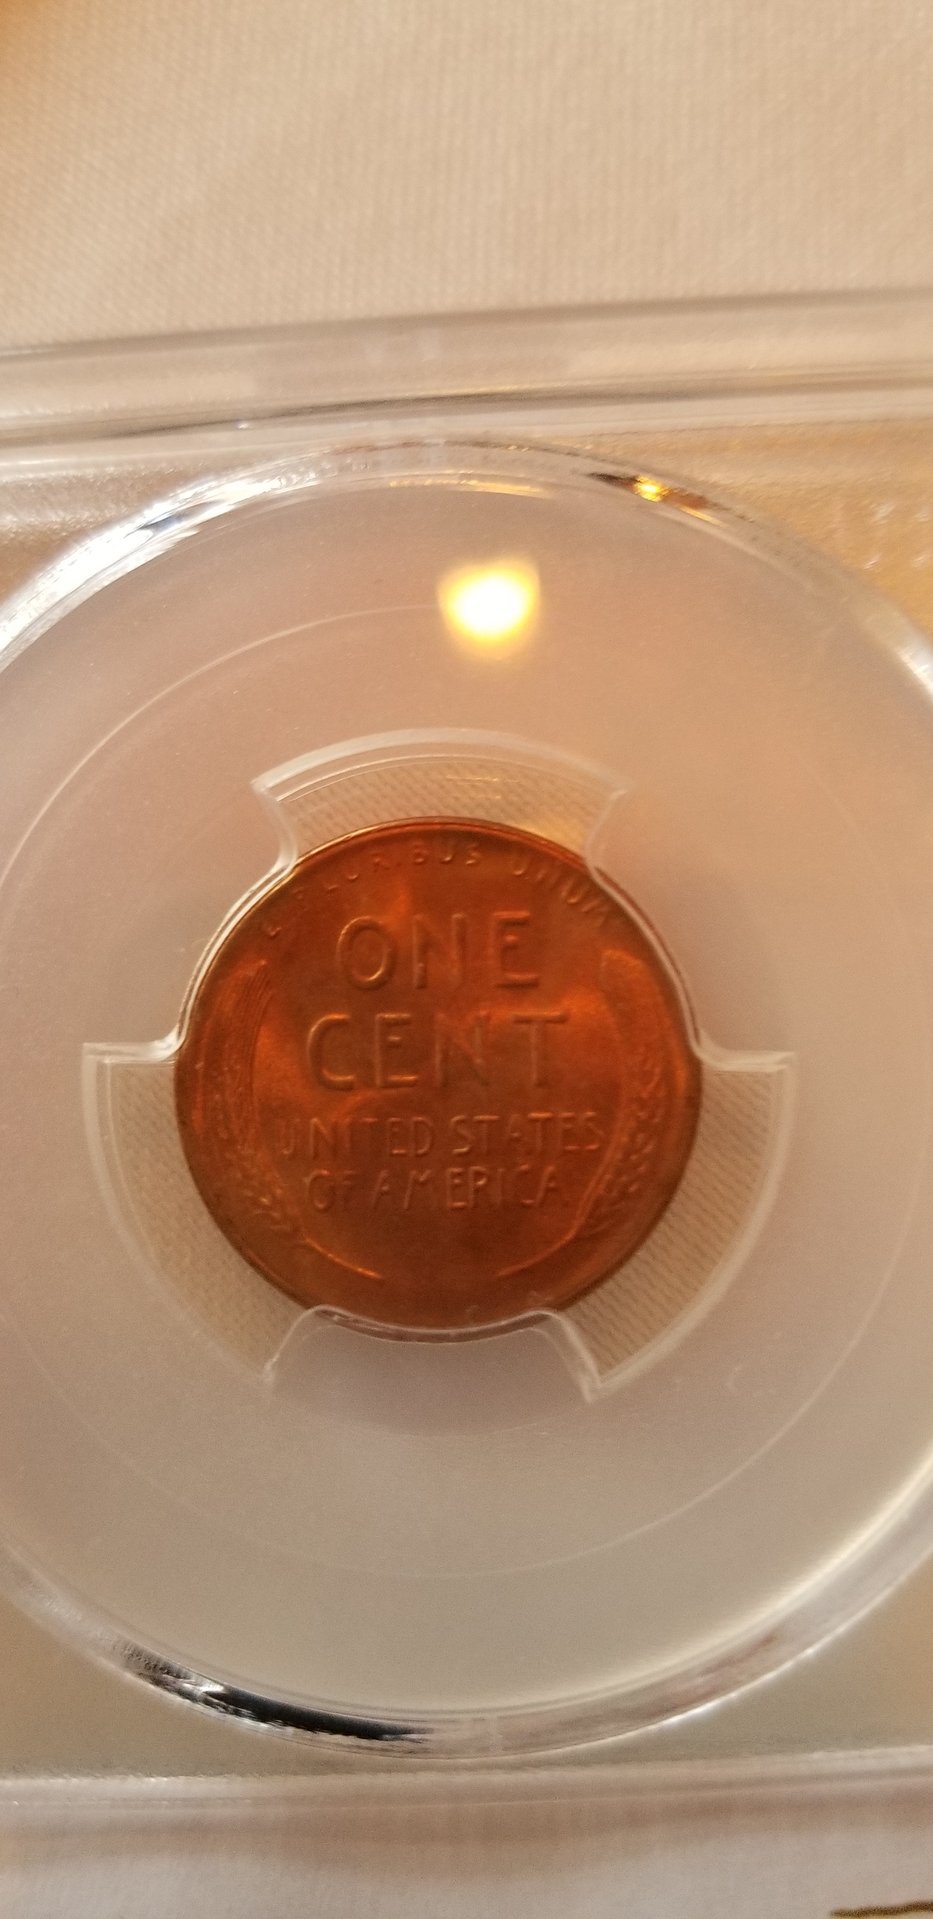 E PLURIBUS UNUM
ONE
CENT
UNITED STATES
OF AMERICA